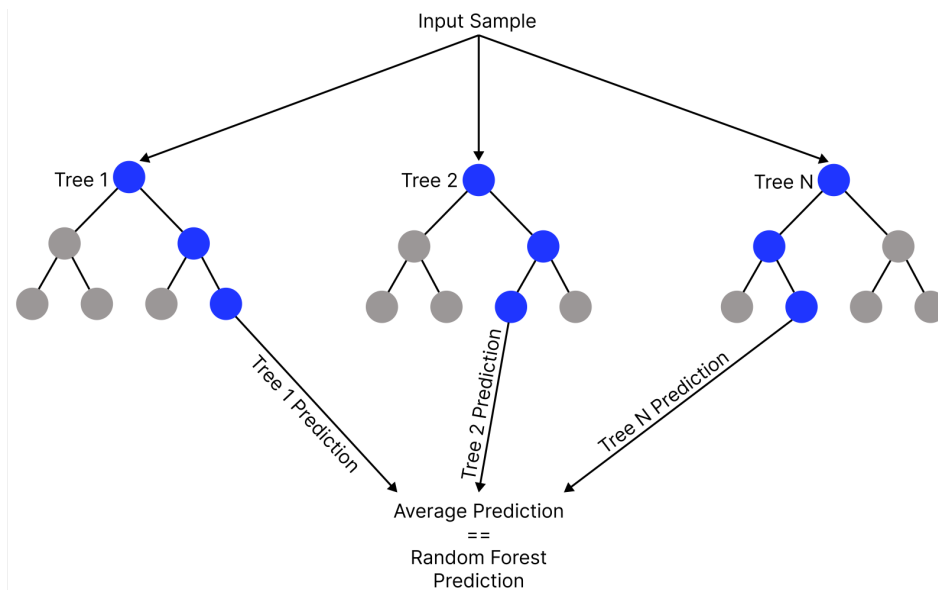 Input Sample
Tree 1
Tree 2
Tree N
Tree 1 Prediction
Tree 2 Prediction
Tree N Prediction
Average Prediction
==
Random Forest
Prediction